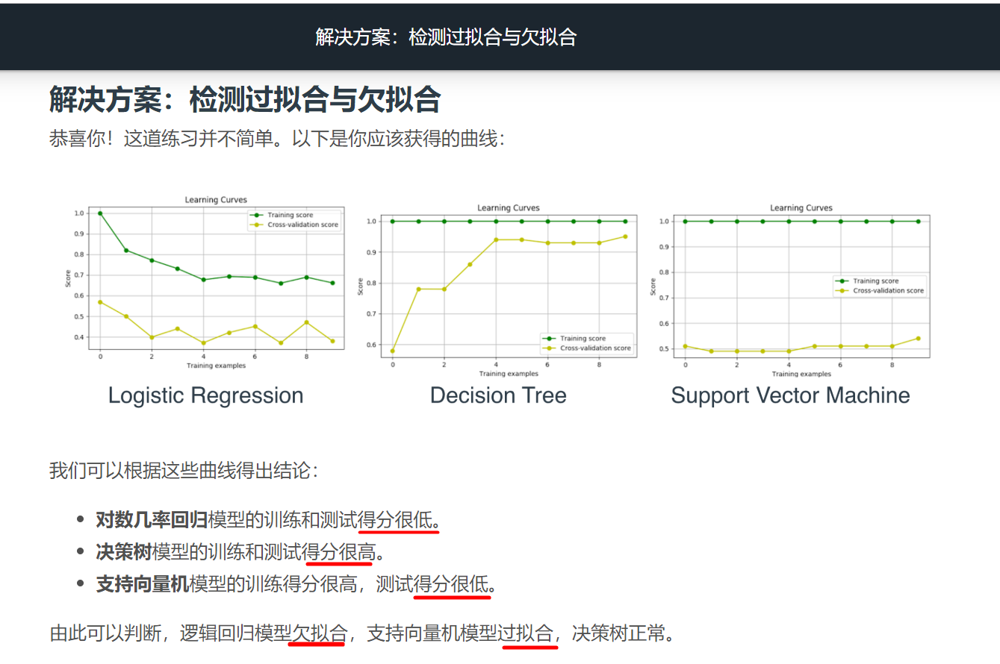 解决方案：检测过拟合与欠拟合
解决方案：检测过拟合与欠拟合
恭喜你！这道练习并不简单。以下是你应该获得的曲线：
Learning Curves
Training score
Cross-validation score
1.0
0.9
0.8
0.7
0.6
0.5
0.4
Score
0 2 4 6 8
Training examples
Logistic Regression
Learning Curves
1.0
0.9
0.8
0.7
0.6
Score
Training score
Cross-validation score
0 2 4 6 8
Training examples
Decision Tree
Learning Curves
1.0
0.9
0.8
0.7
0.6
0.5
Score
Training score
Cross-validation score
0 2 4 6 8
Training examples
Support Vector Machine
我们可以根据这些曲线得出结论：
对数几率回归模型的训练和测试得分很低。
决策树模型的训练和测试得分很高。
支持向量机模型的训练得分很高，测试得分很低。
由此可以判断，逻辑回归模型欠拟合，支持向量机模型过拟合，决策树正常。